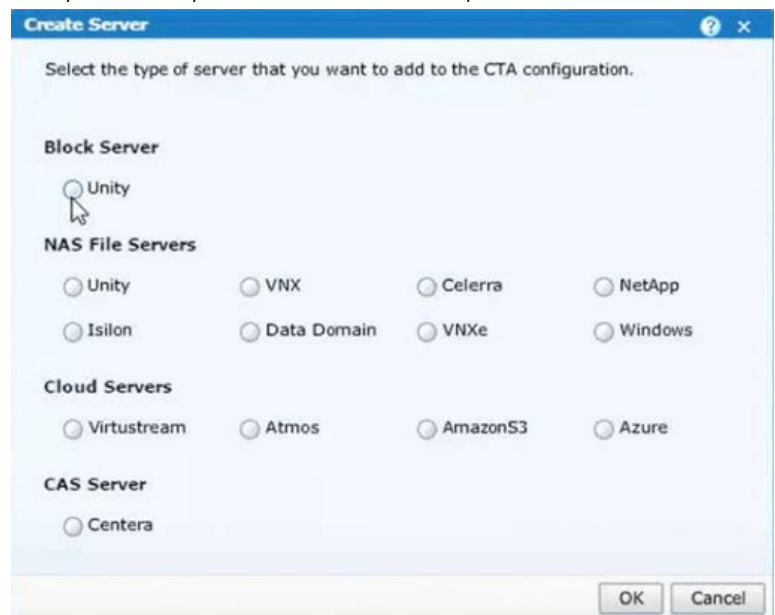 Create Server
Select the type of server that you want to add to the CTA configuration.
Block Server
Unity
NAS File Servers
Unity VNX Celerra NetApp
Isilon Data Domain VNXe Windows
Cloud Servers
Virtustream Atmos AmazonS3 Azure
CAS Server
Centera
OK Cancel